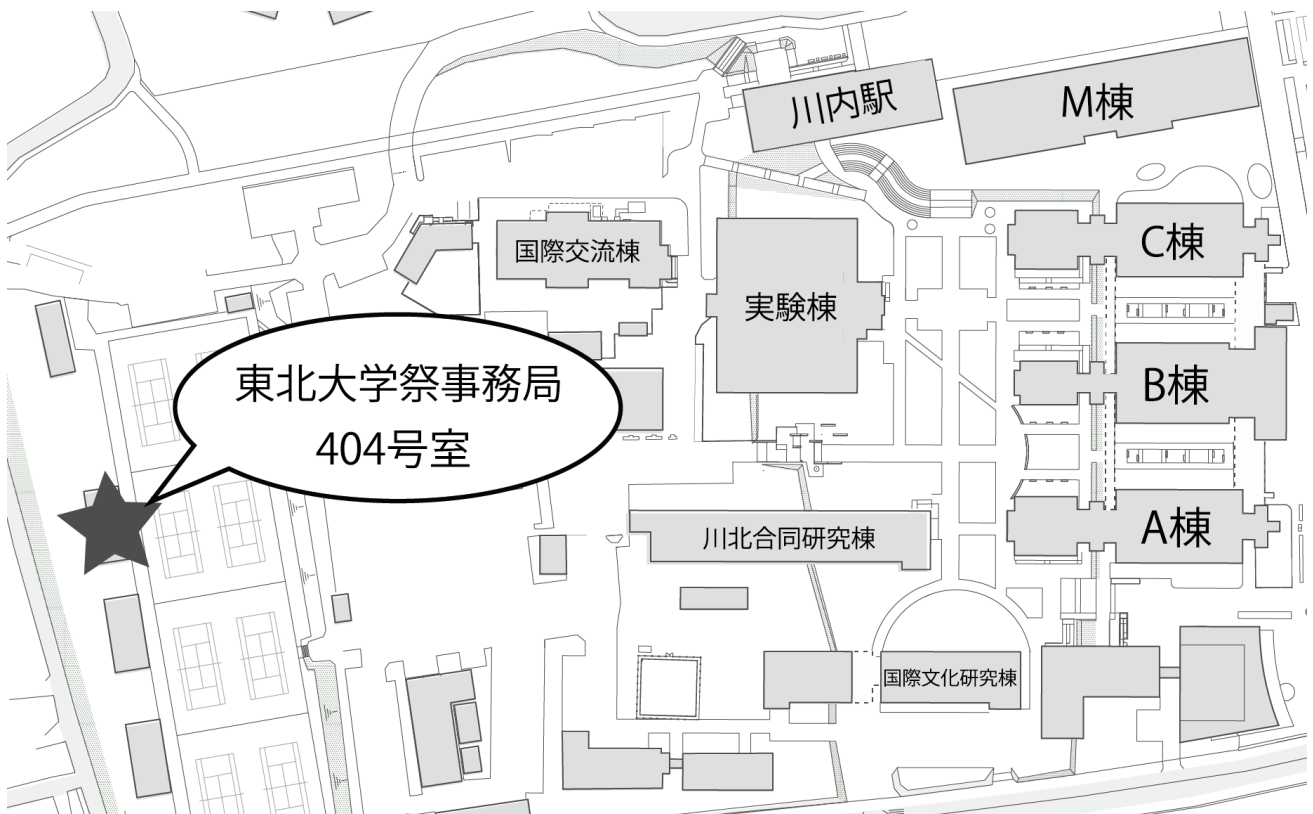 川内駅
M棟
国際交流棟
C棟
実験棟
東北大学祭事務局
404号室
B棟
川北合同研究棟
A棟
国際文化研究棟